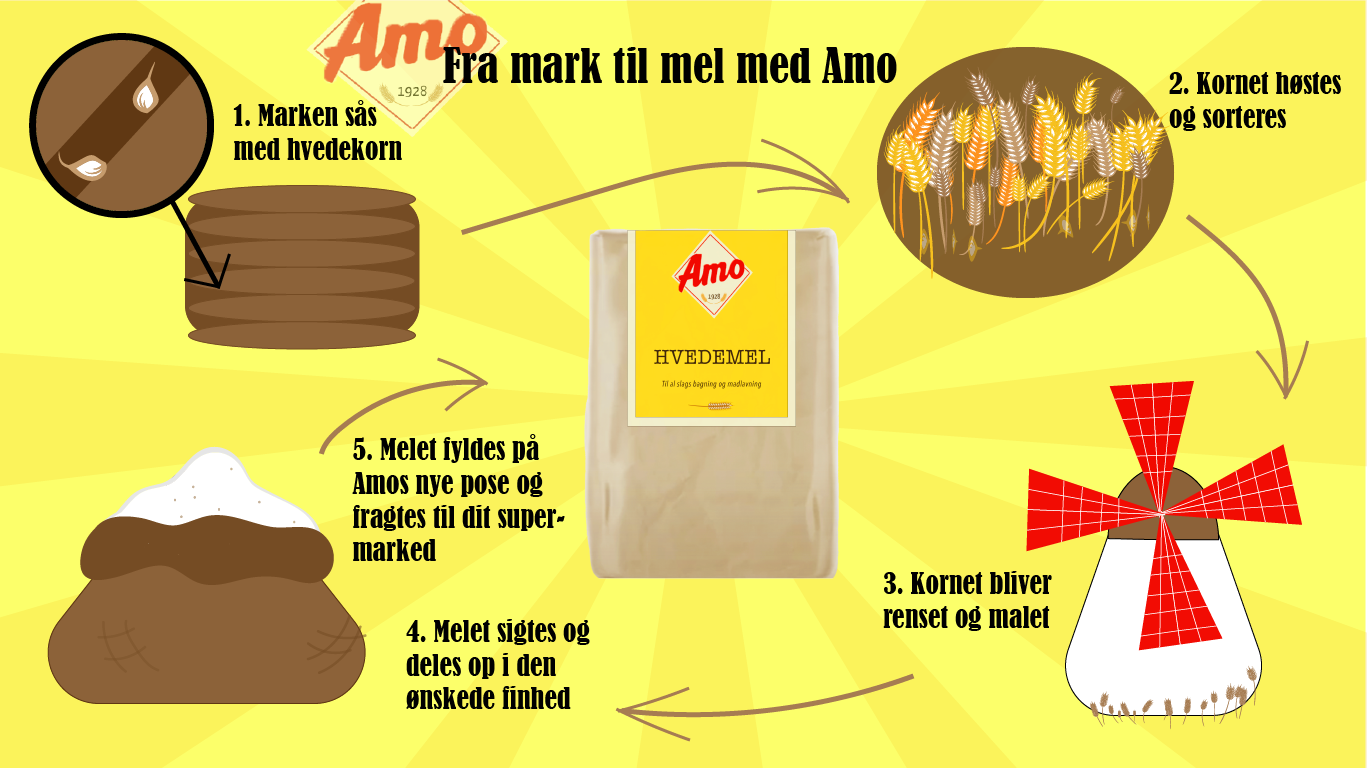 Amo
1928
Fra mark til mel med Amo
1. Marken sås
med hvedekorn
2. Kornet høstes
og sorteres
Amo
1928
HVEDEMEL
Til al slags bagning og madlavning
3. Kornet bliver
renset og malet
4. Melet sigtes og
deles op i den
ønskede finhed
5. Melet fyldes på
Amos nye pose og
fragtes til dit super-
marked